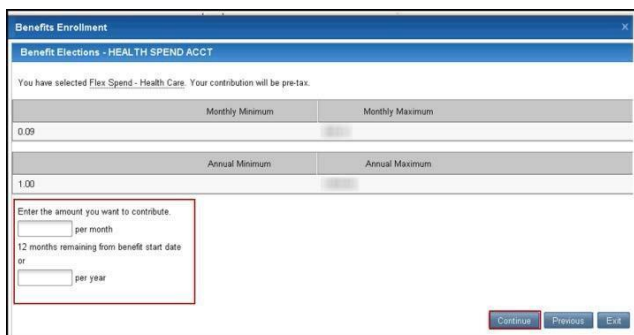 Benefits Enrollment X
Benefit Elections - HEALTH SPEND ACCT
You have selected Flex Spend - Health Care. Your contribution will be pre-tax.
Monthly Minimum Monthly Maximum
0.09
Annual Minimum Annual Maximum
1.00
Enter the amount you want to contribute.
per month
12 months remaining from benefit start date
or
per year
Continue Previous Exit